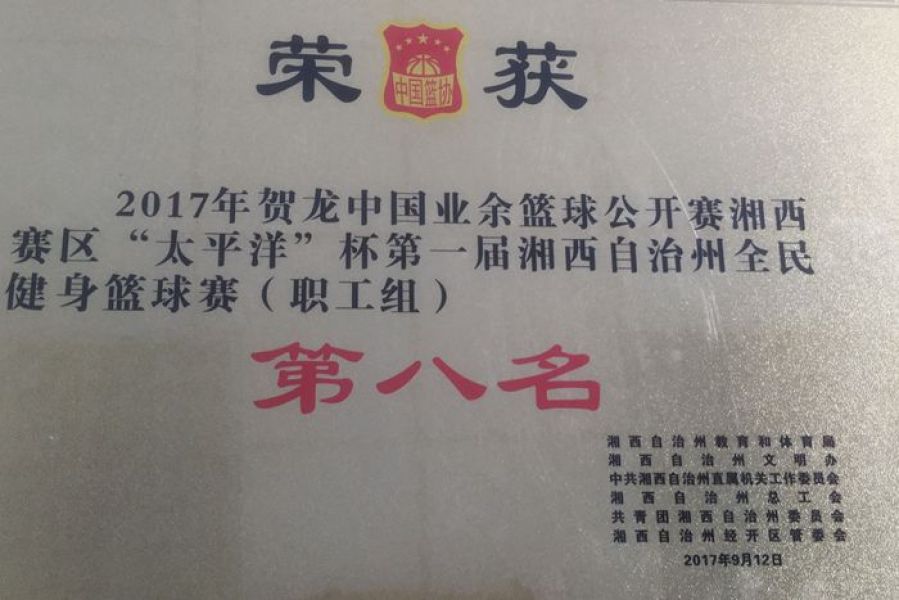 荣 中国篮协 获
2017年贺龙中国业余篮球公开赛湘西
赛区“太平洋”杯第一届湘西自治州全民
健身篮球赛（职工组）
第八名
湘西自治州教育和体育局
湘西自治州文明办
中共湘西自治州直属机关工作委员会
湘西自治州总工会
共青团湘西自治州委员会
湘西自治州经开区管委会
2017年9月12日